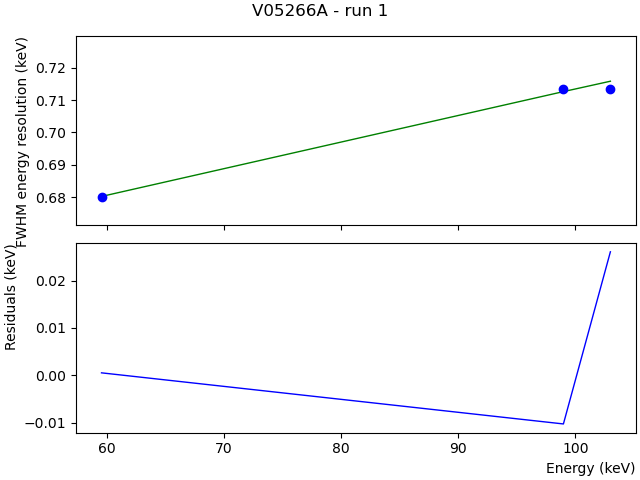 V05266A - run 1
FWHM energy resolution (keV)
0.72
0.71
0.70
0.69
0.68
Residuals (keV)
0.02
0.01
0.00
−0.01
60 70 80 90 100
Energy (keV)